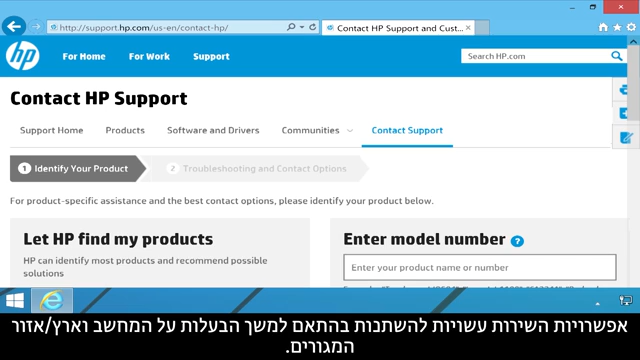 http://support.hp.com/us-en/contact-hp/
Contact HP Support and Cust...
hp
For Home
For Work
Support
Search HP.com
Contact HP Support
Support Home
Products
Software and Drivers
Communities
Contact Support
1 Identify Your Product
2 Troubleshooting and Contact Options
For product-specific assistance and the best contact options, please identify your product below.
Let HP find my products
HP can identify most products and recommend possible
solutions
Enter model number ?
Enter your product name or number
אפשרויות השירות עשויות להשתנות בהתאם למשך הבעלות על המחשב וארץ/אזור
המגורים.